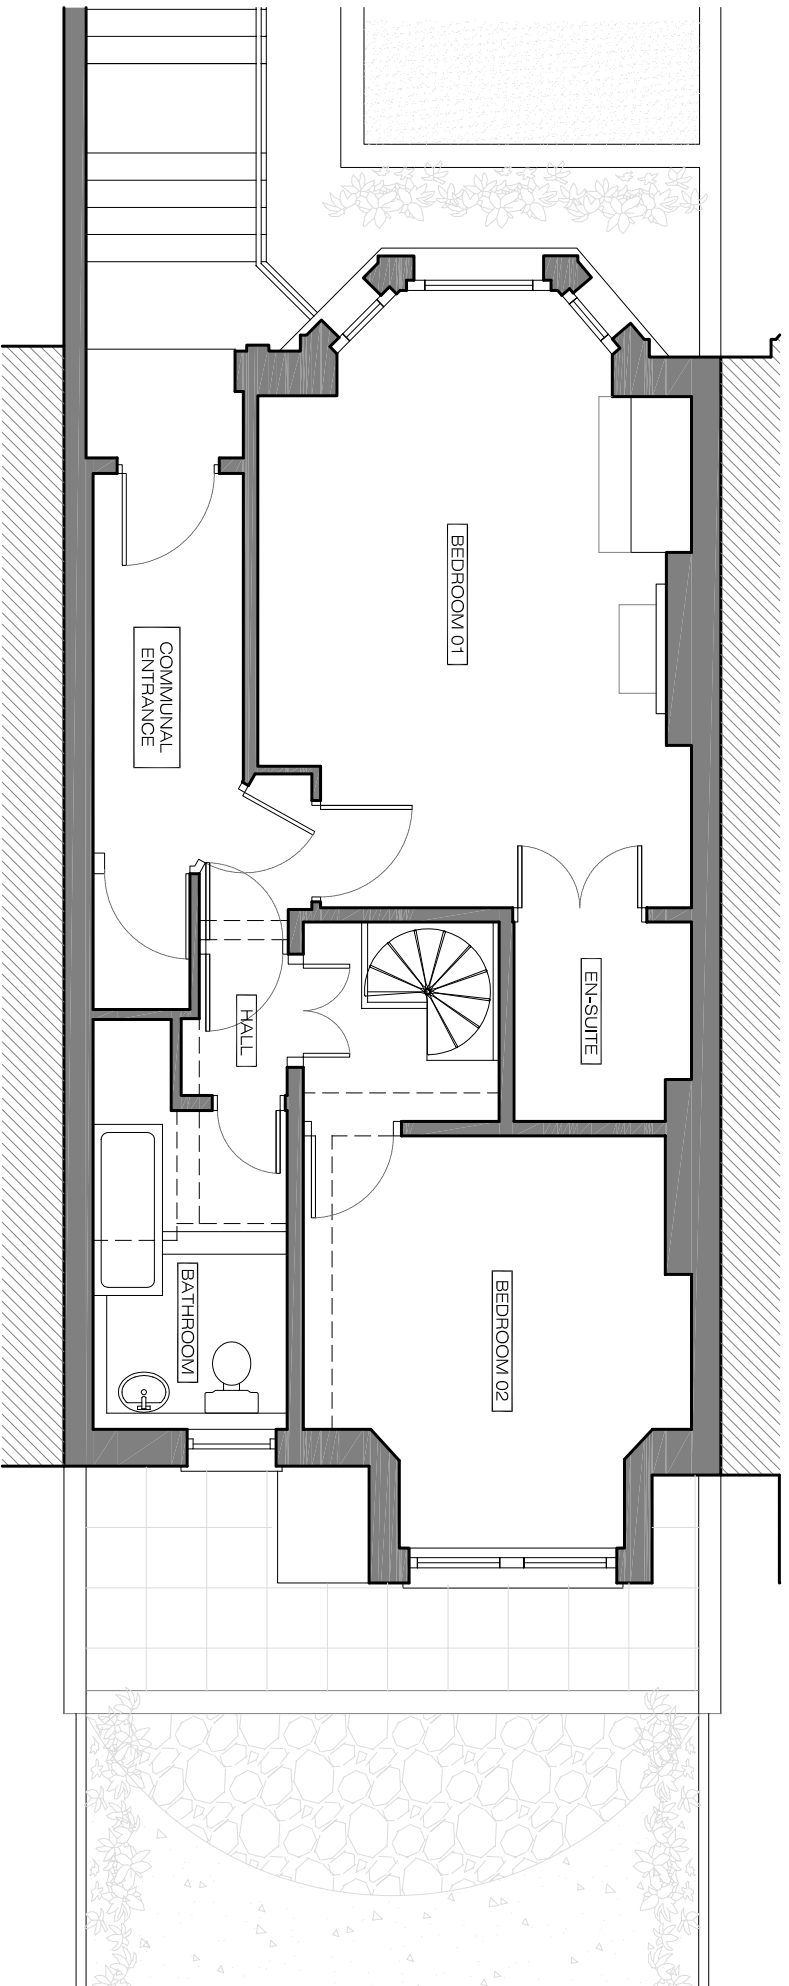 BEDROOM 01
COMMUNAL
ENTRANCE
EN-SUITE
HALL
BATHROOM
BEDROOM 02